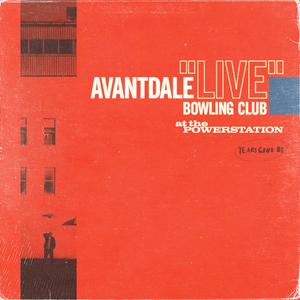 "LIVE"
AVANTDALE
BOWLING CLUB
at the
POWERSTATION
YEARS GONE BY